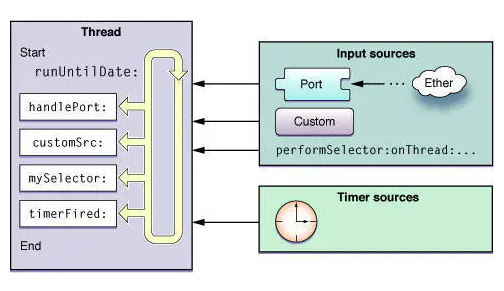 Thread
Start
runUntilDate:
handlePort:
customSrc:
mySelector:
timerFired:
End
Input sources
Port
...
Ether
Custom
performSelector:onThread:...
Timer sources